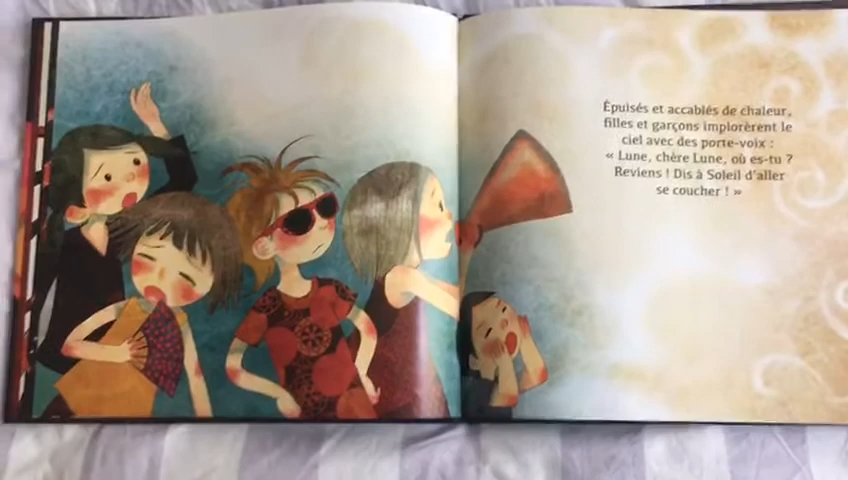 Épuisés et accablés de chaleur,
filles et garçons implorèrent le
ciel avec des porte-voix :
« Lune, chère Lune, où es-tu ?
Reviens ! Dis à Soleil d'aller
se coucher ! »